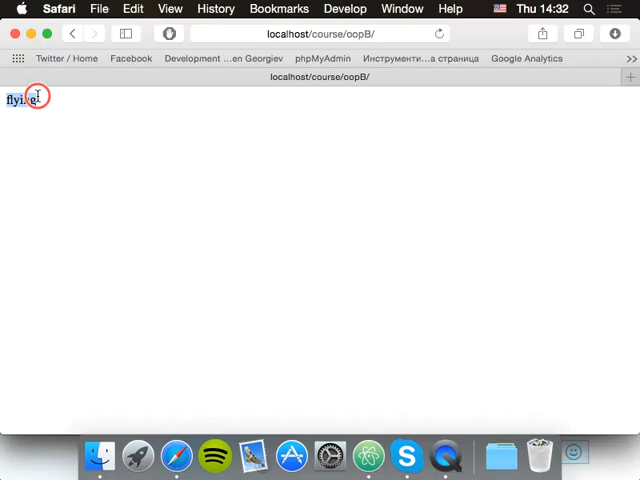 Safari File Edit View History Bookmarks Develop Window Help Thu 14:32
localhost/course/oopB/
Twitter / Home Facebook Development ...en Georgiev phpMyAdmin Инструменти...а страница Google Analytics
localhost/course/oopB/
flying